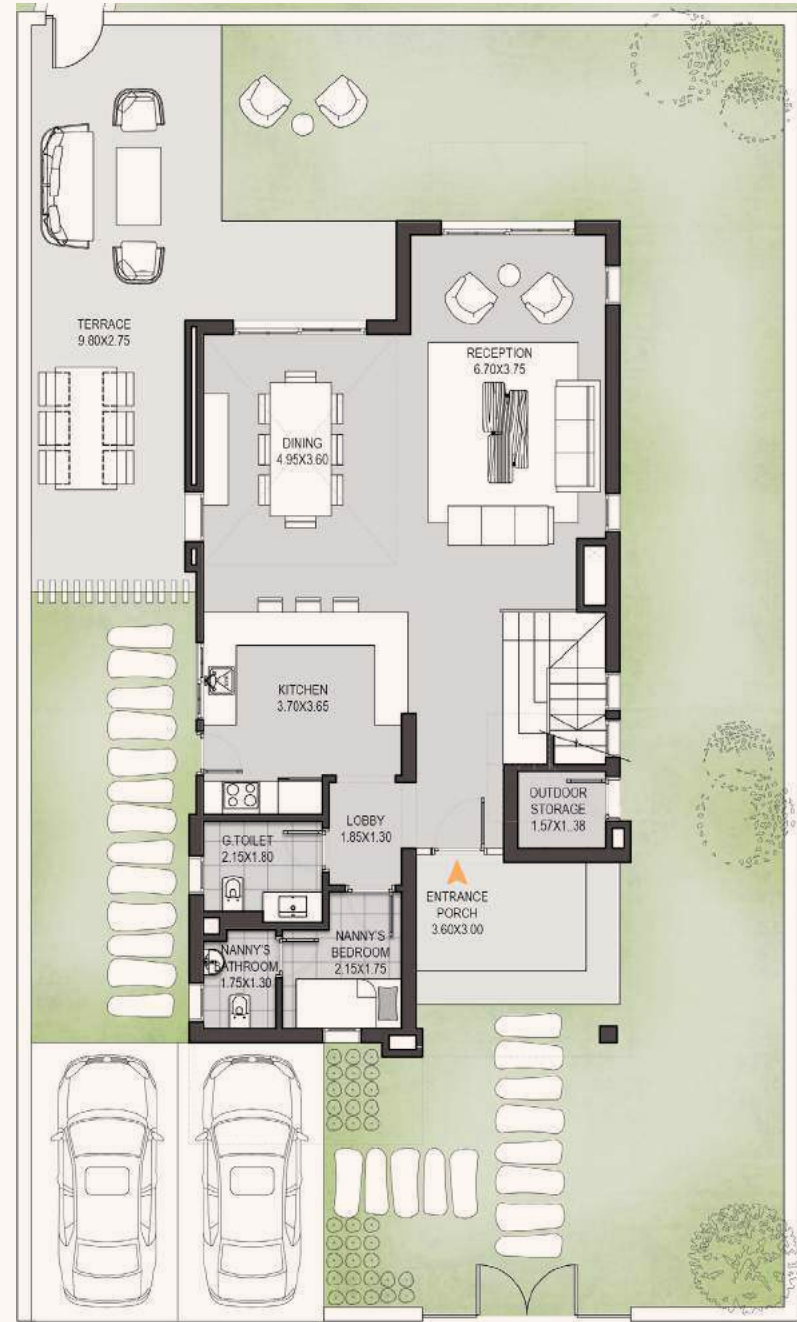 TERRACE
9.80X2.75
RECEPTION
6.70X3.75
DINING
4.95X3.60
KITCHEN
3.70X3.65
OUTDOOR
STORAGE
1.57X1..38
LOBBY
1.85X1.30
G.TOILET
2.15X1.80
ENTRANCE
PORCH
3.60X3.00
NANNY'S
BEDROOM
2.15X1.75
NANNY'S
BATHROOM
1.75X1.30